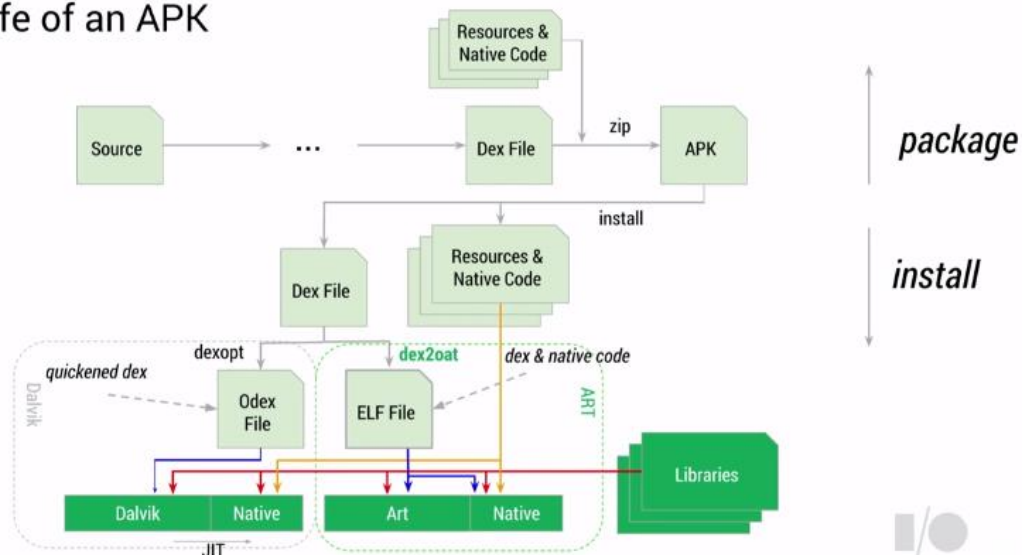 fe of an APK
Resources &
Native Code
Source
...
Dex File
zip
APK
package
install
Dex File
Resources &
Native Code
install
dexopt
dex2oat
dex & native code
quickened dex
Dalvik
Odex
File
ELF File
ART
Libraries
Dalvik
Native
Art
Native
JIT
I/O